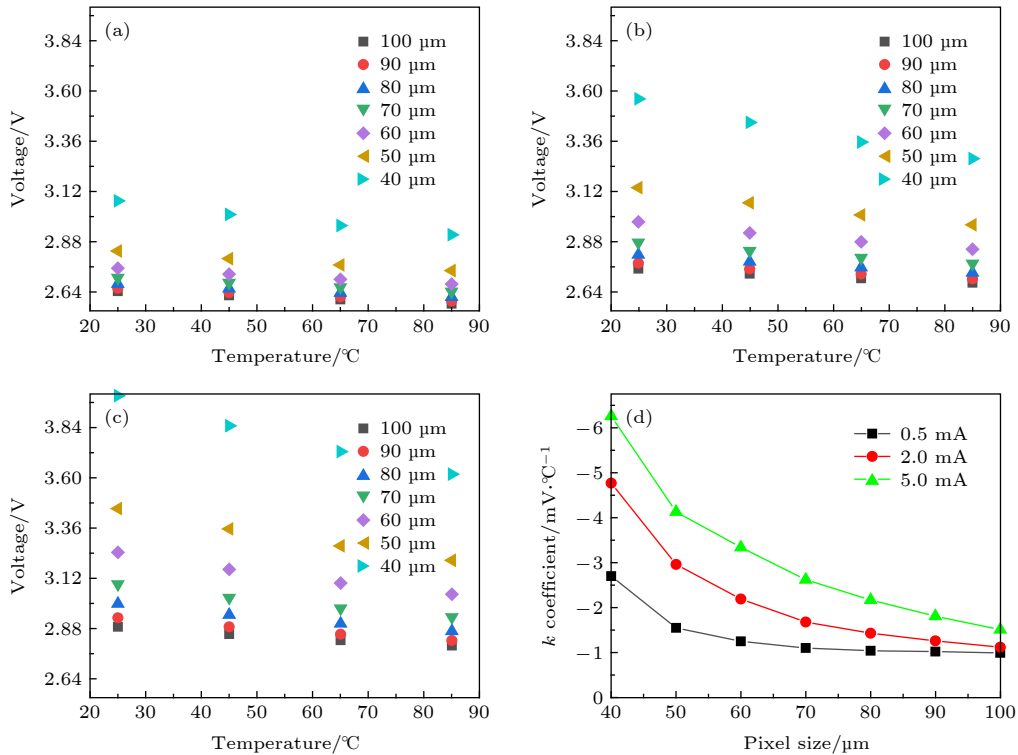 (a)
100 µm
90 µm
80 µm
70 µm
60 µm
50 µm
40 µm
3.84
3.60
3.36
3.12
2.88
2.64
Voltage/V
20 30 40 50 60 70 80 90
Temperature/℃
(b)
100 µm
90 µm
80 µm
70 µm
60 µm
50 µm
40 µm
3.84
3.60
3.36
3.12
2.88
2.64
Voltage/V
20 30 40 50 60 70 80 90
Temperature/℃
(c)
100 µm
90 µm
80 µm
70 µm
60 µm
50 µm
40 µm
3.84
3.60
3.36
3.12
2.88
2.64
Voltage/V
20 30 40 50 60 70 80 90
Temperature/℃
(d)
0.5 mA
2.0 mA
5.0 mA
−6
−5
−4
−3
−2
−1
0
k coefficient/mV·℃⁻¹
40 50 60 70 80 90 100
Pixel size/µm